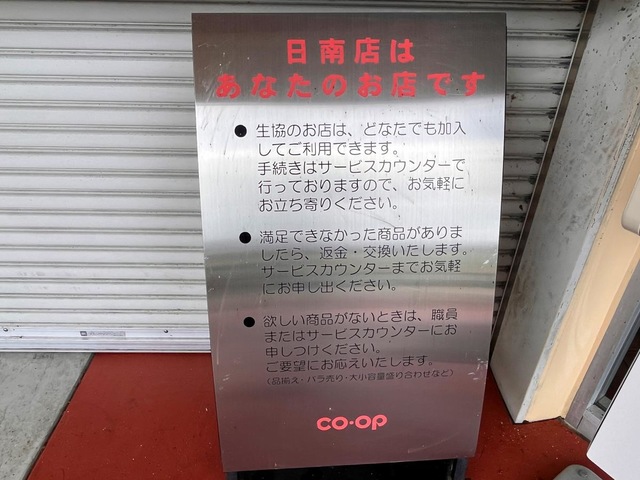 日南店は
あなたのお店です
● 生協のお店は、どなたでも加入
してご利用できます。
手続きはサービスカウンターで
行っておりますので、お気軽に
お立ち寄りください。
● 満足できなかった商品がありま
したら、返金・交換いたします。
サービスカウンターまでお気軽
にお申し出ください。
● 欲しい商品がないときは、職員
またはサービスカウンターにお
申しつけください。
ご要望にお応えいたします。
(品揃え・バラ売り・大小容量盛り合わせなど)
CO・OP